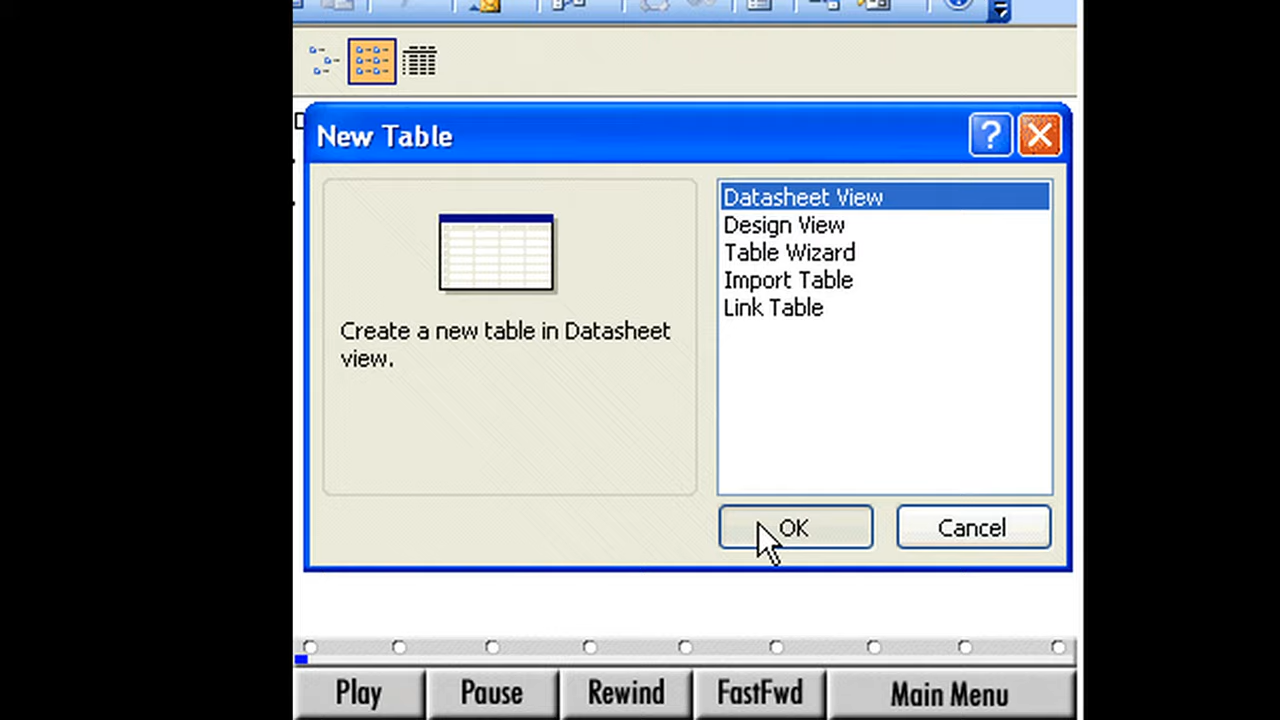 New Table
?
Datasheet View
Design View
Table Wizard
Import Table
Link Table
Create a new table in Datasheet
view.
OK
Cancel
Play
Pause
Rewind
FastFwd
Main Menu